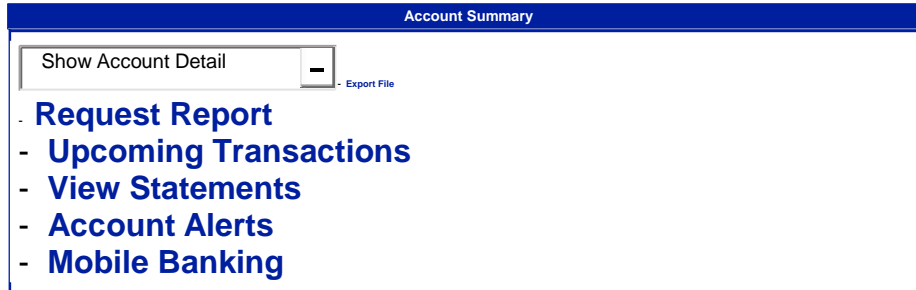 Account Summary
Show Account Detail
- Export File
- Request Report
- Upcoming Transactions
- View Statements
- Account Alerts
- Mobile Banking